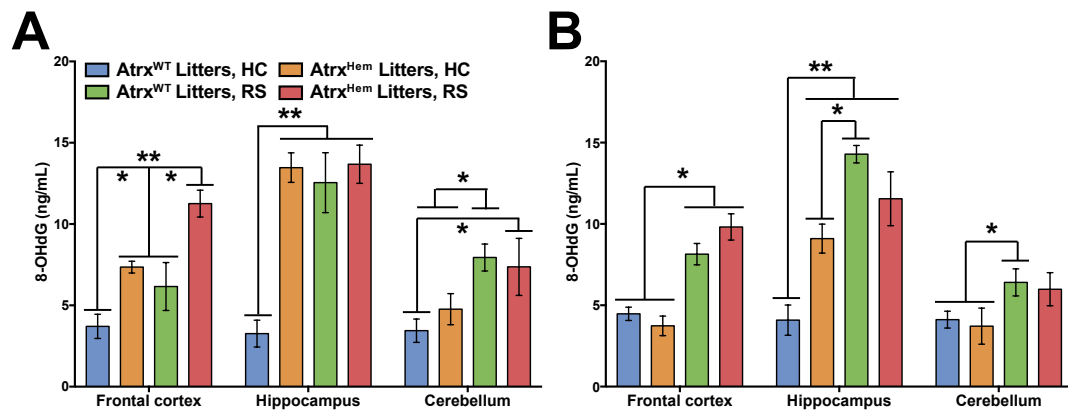 A
20
15
10
5
0
8-OHdG (ng/mL)
Atrx^WT Litters, HC
Atrx^Hem Litters, HC
Atrx^WT Litters, RS
Atrx^Hem Litters, RS
**
*
*
**
*
*
Frontal cortex
Hippocampus
Cerebellum
B
20
15
10
5
0
8-OHdG (ng/mL)
*
**
*
*
Frontal cortex
Hippocampus
Cerebellum